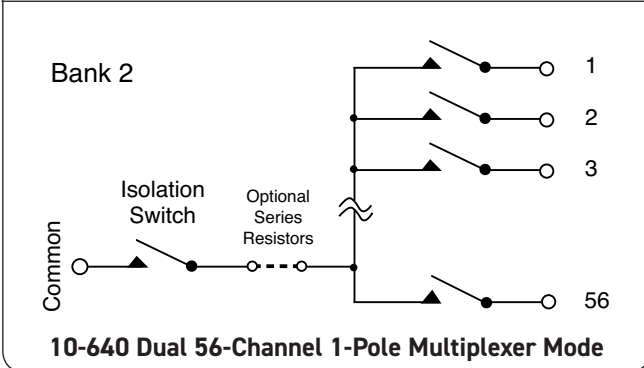 Bank 2
1
2
3
Isolation
Switch
Optional
Series
Resistors
Common
56
10-640 Dual 56-Channel 1-Pole Multiplexer Mode